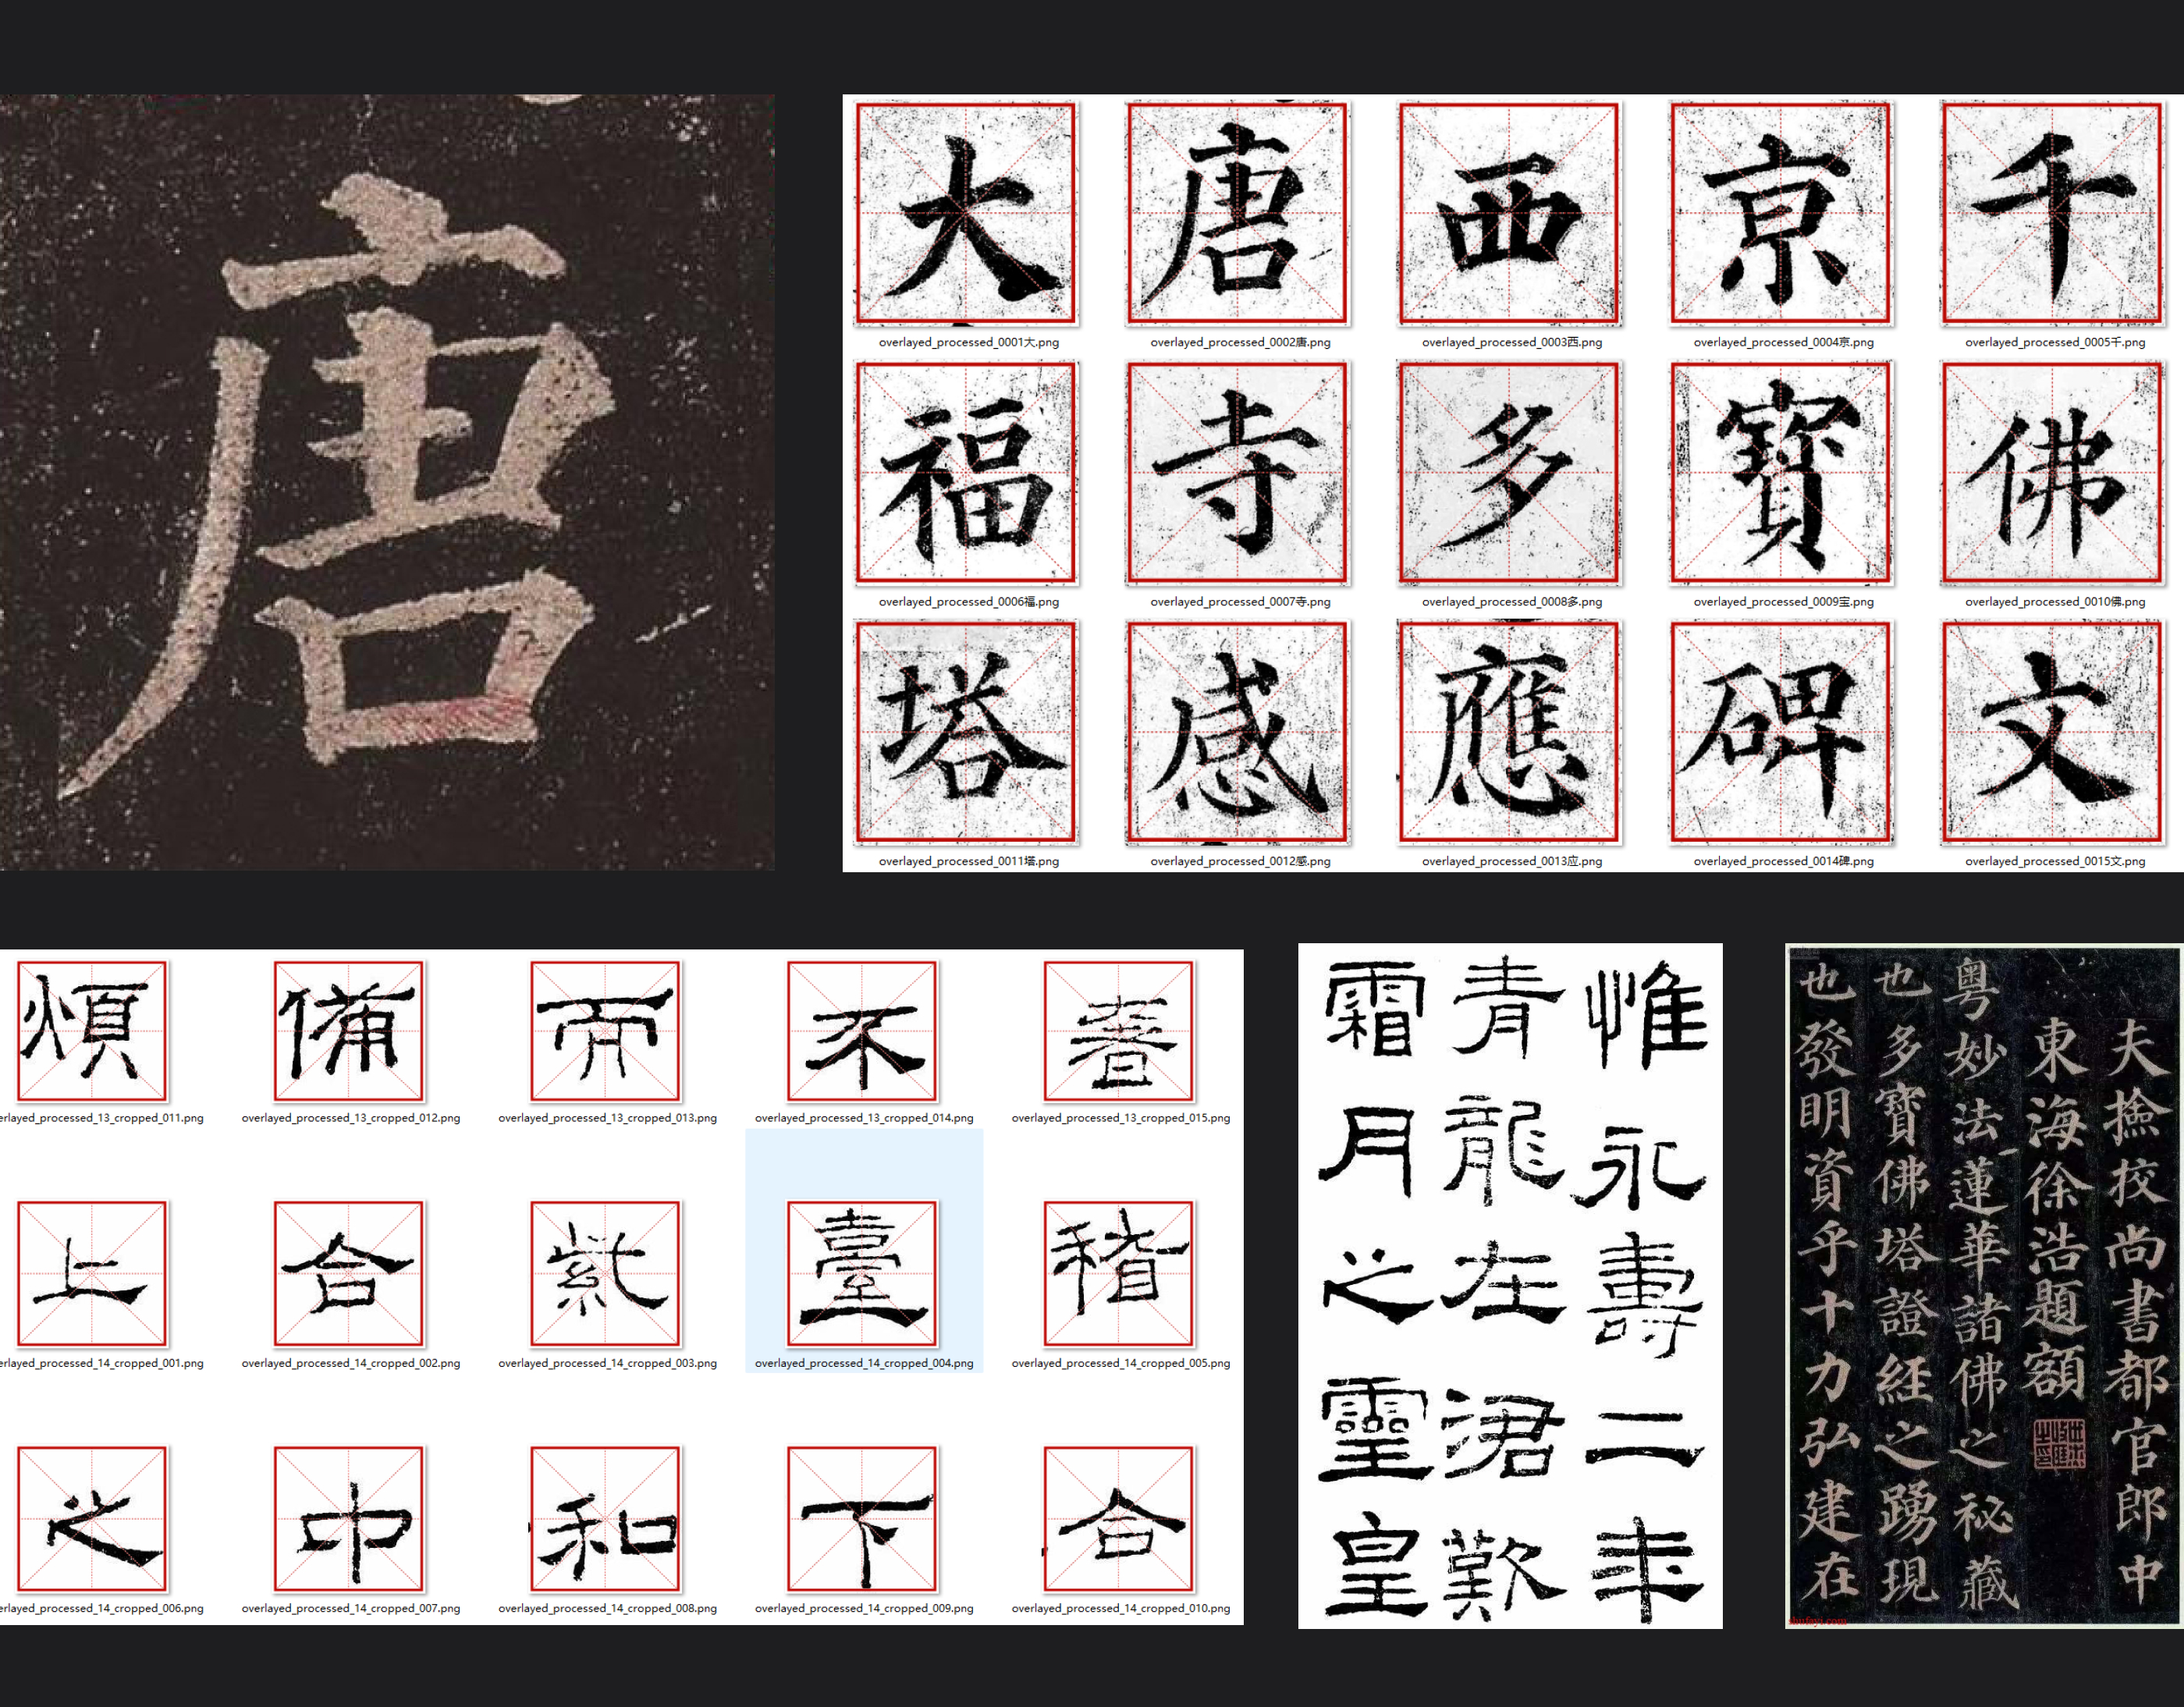 唐
大 唐 西 京 千
overlayed_processed_0001大.png overlayed_processed_0002唐.png overlayed_processed_0003西.png overlayed_processed_0004京.png overlayed_processed_0005千.png
福 寺 多 寶 佛
overlayed_processed_0006福.png overlayed_processed_0007寺.png overlayed_processed_0008多.png overlayed_processed_0009宝.png overlayed_processed_0010佛.png
塔 感 應 碑 文
overlayed_processed_0011塔.png overlayed_processed_0012感.png overlayed_processed_0013应.png overlayed_processed_0014碑.png overlayed_processed_0015文.png
煩 備 而 不 奢
erlayed_processed_13_cropped_011.png overlayed_processed_13_cropped_012.png overlayed_processed_13_cropped_013.png overlayed_processed_13_cropped_014.png overlayed_processed_13_cropped_015.png
上 合 紫 臺 稽
erlayed_processed_14_cropped_001.png overlayed_processed_14_cropped_002.png overlayed_processed_14_cropped_003.png overlayed_processed_14_cropped_004.png overlayed_processed_14_cropped_005.png
之 中 和 下 合
erlayed_processed_14_cropped_006.png overlayed_processed_14_cropped_007.png overlayed_processed_14_cropped_008.png overlayed_processed_14_cropped_009.png overlayed_processed_14_cropped_010.png
惟永壽二年
青龍在涒歎
霜月之靈皇
夫撿挍尚書都官郎中
東海徐浩題額
粤妙法蓮華諸佛之祕藏
也多寶佛塔證經之踴現
也發明資乎十力弘建在
shufayi.com